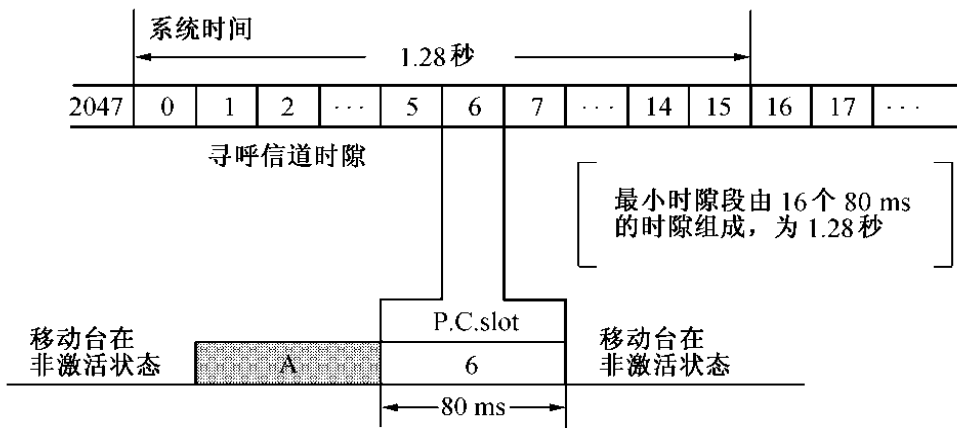 系统时间
1.28秒
2047 0 1 2 ··· 5 6 7 ··· 14 15 16 17 ···
寻呼信道时隙
最小时隙段由16个80 ms
的时隙组成，为1.28秒
P.C.slot
移动台在
非激活状态
A
6
移动台在
非激活状态
80 ms